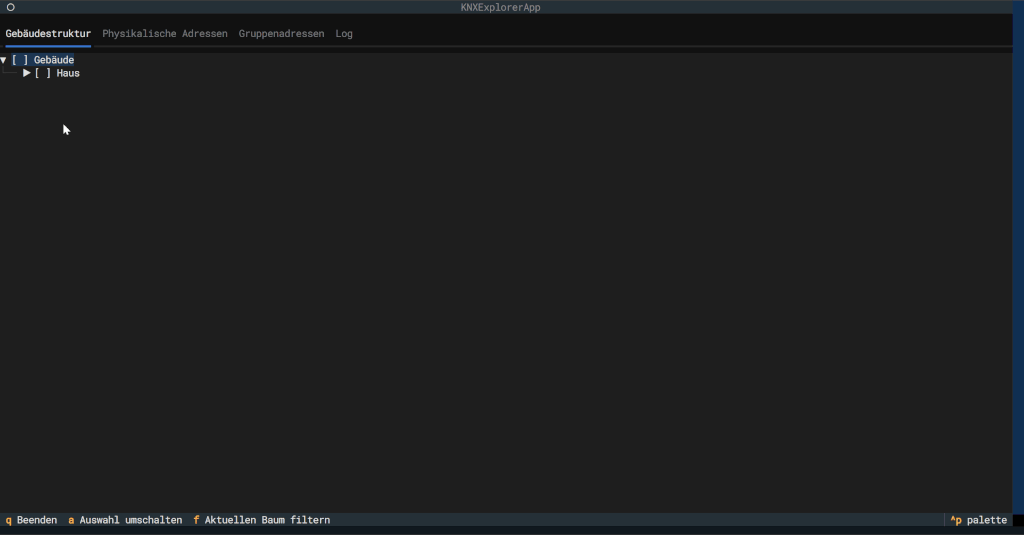 KNXExplorerApp
Gebäudestruktur Physikalische Adressen Gruppenadressen Log
▼ [ ] Gebäude
▶ [ ] Haus
q Beenden a Auswahl umschalten f Aktuellen Baum filtern ^p palette